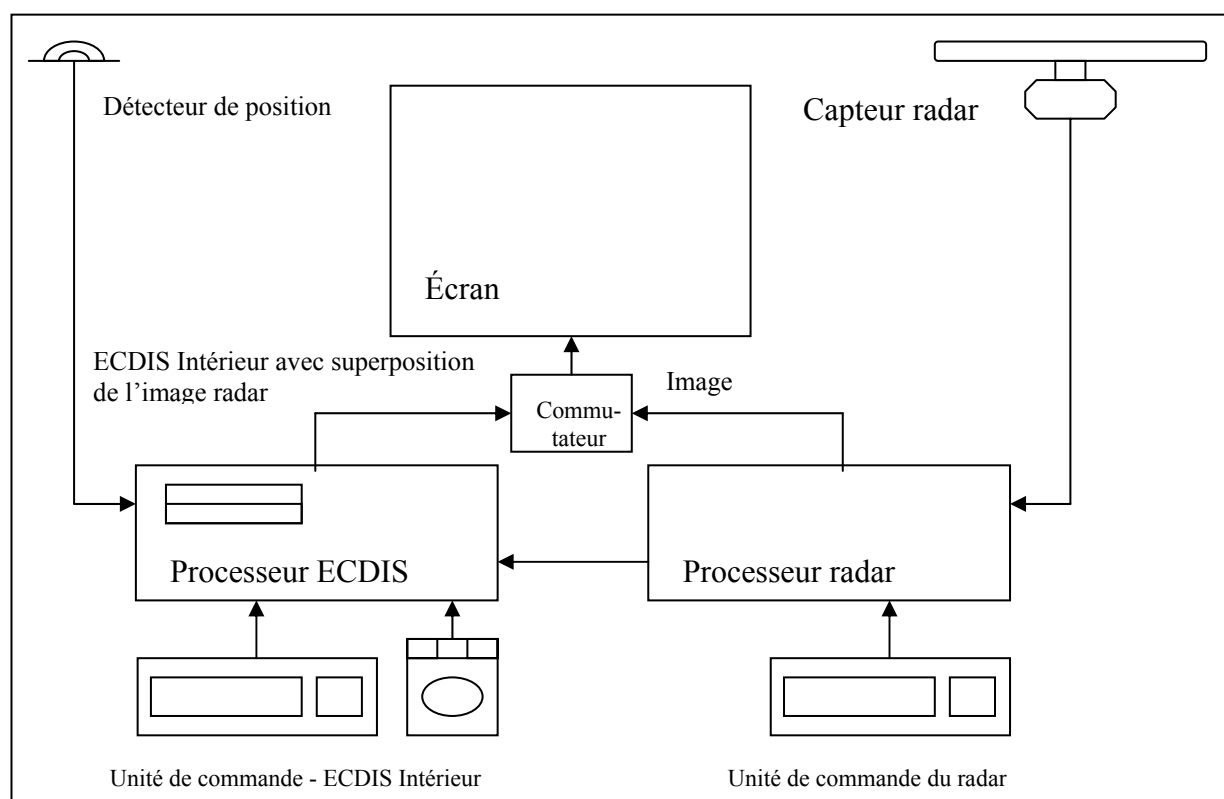 Détecteur de position
Capteur radar
Écran
ECDIS Intérieur avec superposition
de l’image radar
Image
Commu-
tateur
Processeur ECDIS
Processeur radar
Unité de commande - ECDIS Intérieur
Unité de commande du radar